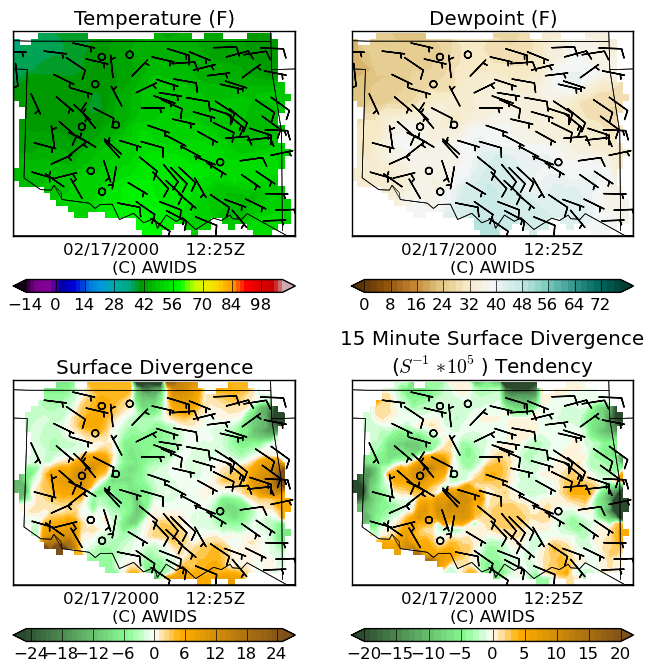 Temperature (F)
Dewpoint (F)
02/17/2000 12:25Z
(C) AWIDS
02/17/2000 12:25Z
(C) AWIDS
−14 0 14 28 42 56 70 84 98
0 8 16 24 32 40 48 56 64 72
Surface Divergence
15 Minute Surface Divergence
(S⁻¹ *10⁵ ) Tendency
02/17/2000 12:25Z
(C) AWIDS
02/17/2000 12:25Z
(C) AWIDS
−24 −18 −12 −6 0 6 12 18 24
−20 −15 −10 −5 0 5 10 15 20